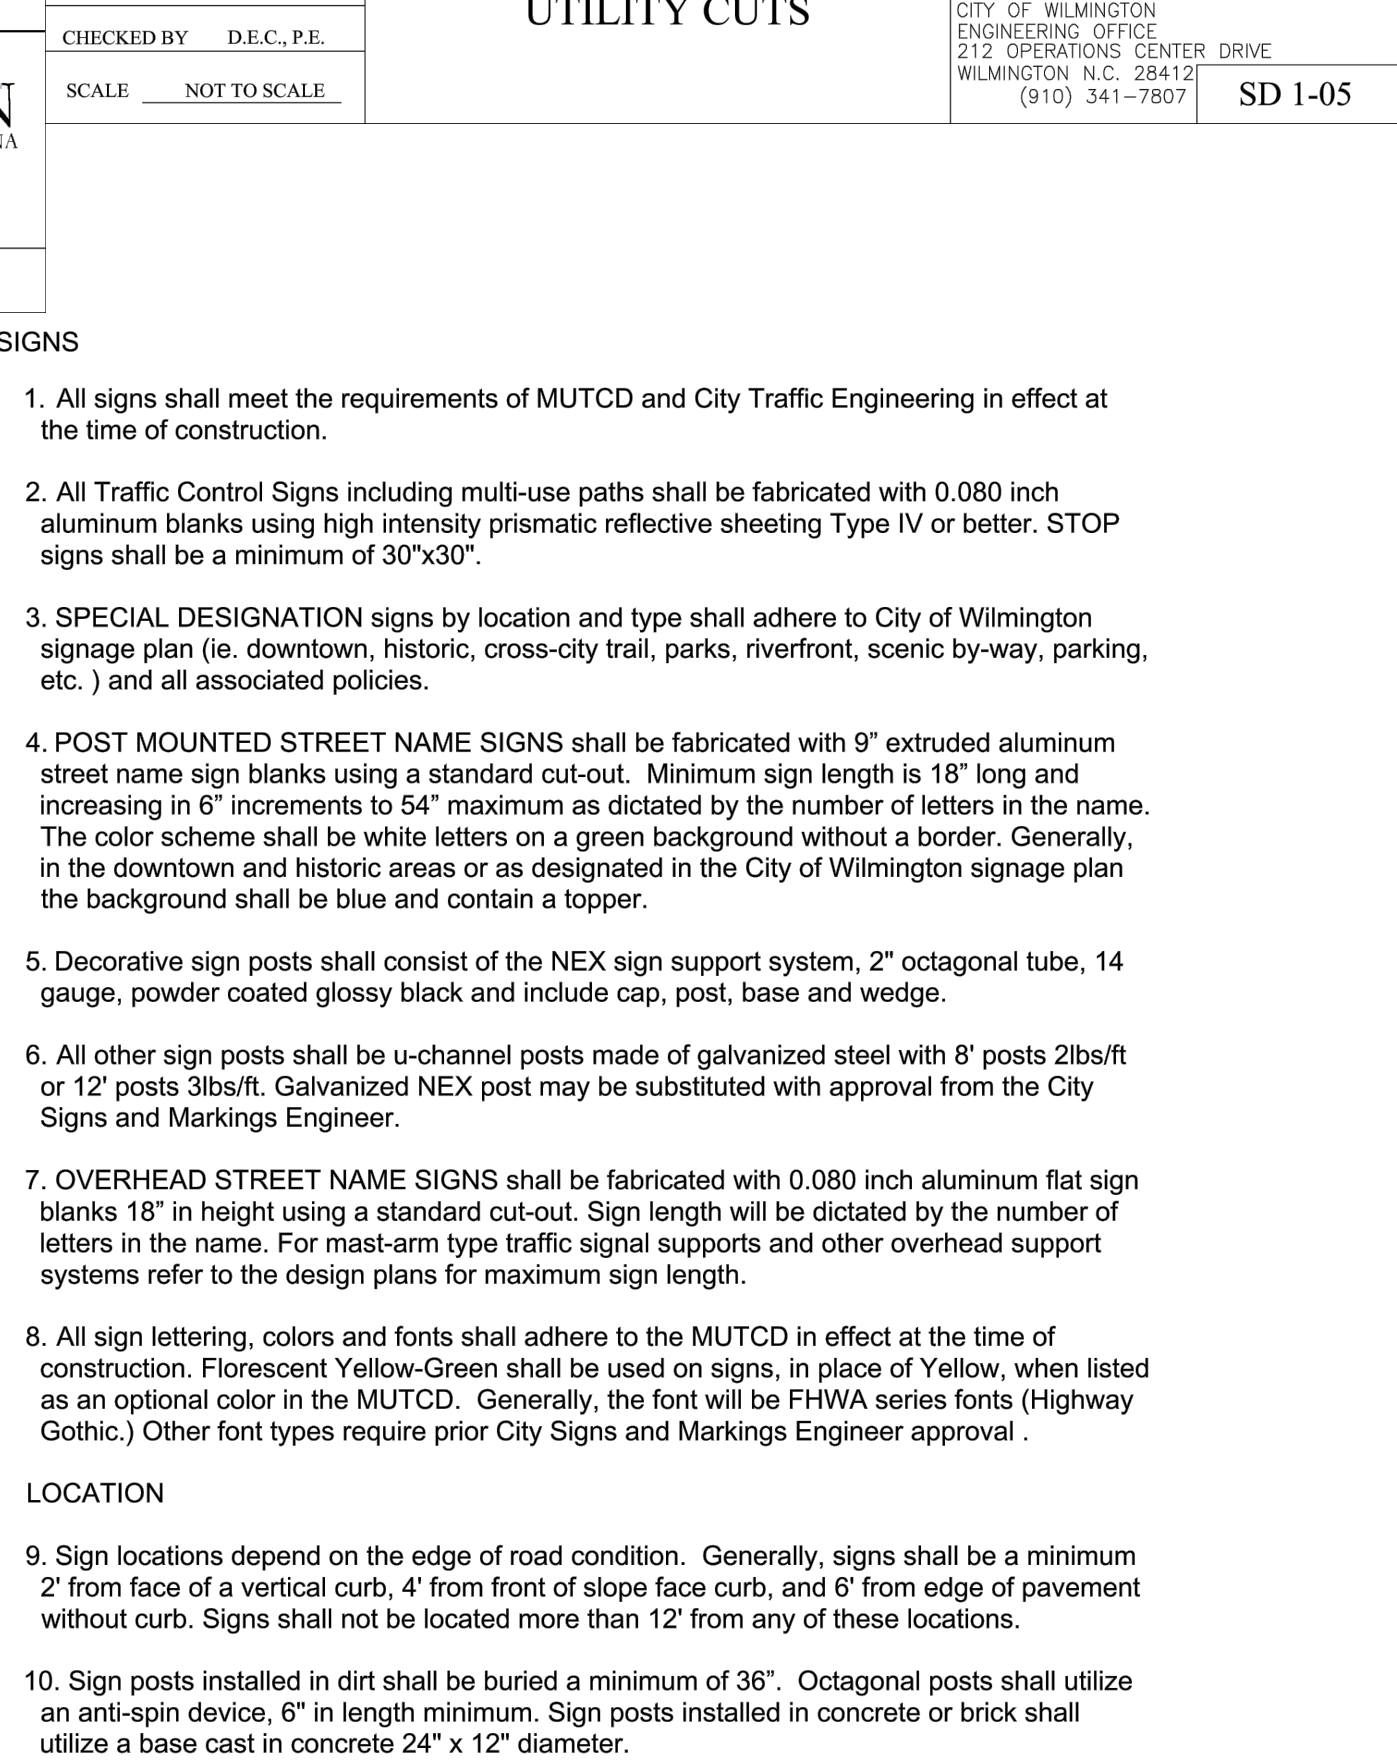 UTILITY CUTS
CITY OF WILMINGTON
ENGINEERING OFFICE
212 OPERATIONS CENTER DRIVE
WILMINGTON N.C. 28412
(910) 341-7807
CHECKED BY D.E.C., P.E.
SCALE NOT TO SCALE
SD 1-05
N
NA
SIGNS
1. All signs shall meet the requirements of MUTCD and City Traffic Engineering in effect at
the time of construction.
2. All Traffic Control Signs including multi-use paths shall be fabricated with 0.080 inch
aluminum blanks using high intensity prismatic reflective sheeting Type IV or better. STOP
signs shall be a minimum of 30"x30".
3. SPECIAL DESIGNATION signs by location and type shall adhere to City of Wilmington
signage plan (ie. downtown, historic, cross-city trail, parks, riverfront, scenic by-way, parking,
etc. ) and all associated policies.
4. POST MOUNTED STREET NAME SIGNS shall be fabricated with 9” extruded aluminum
street name sign blanks using a standard cut-out.  Minimum sign length is 18” long and
increasing in 6” increments to 54” maximum as dictated by the number of letters in the name.
The color scheme shall be white letters on a green background without a border. Generally,
in the downtown and historic areas or as designated in the City of Wilmington signage plan
the background shall be blue and contain a topper.
5. Decorative sign posts shall consist of the NEX sign support system, 2" octagonal tube, 14
gauge, powder coated glossy black and include cap, post, base and wedge.
6. All other sign posts shall be u-channel posts made of galvanized steel with 8' posts 2lbs/ft
or 12' posts 3lbs/ft. Galvanized NEX post may be substituted with approval from the City
Signs and Markings Engineer.
7. OVERHEAD STREET NAME SIGNS shall be fabricated with 0.080 inch aluminum flat sign
blanks 18” in height using a standard cut-out. Sign length will be dictated by the number of
letters in the name. For mast-arm type traffic signal supports and other overhead support
systems refer to the design plans for maximum sign length.
8. All sign lettering, colors and fonts shall adhere to the MUTCD in effect at the time of
construction. Florescent Yellow-Green shall be used on signs, in place of Yellow, when listed
as an optional color in the MUTCD.  Generally, the font will be FHWA series fonts (Highway
Gothic.) Other font types require prior City Signs and Markings Engineer approval .
LOCATION
9. Sign locations depend on the edge of road condition.  Generally, signs shall be a minimum
2' from face of a vertical curb, 4' from front of slope face curb, and 6' from edge of pavement
without curb. Signs shall not be located more than 12' from any of these locations.
10. Sign posts installed in dirt shall be buried a minimum of 36”.  Octagonal posts shall utilize
an anti-spin device, 6" in length minimum. Sign posts installed in concrete or brick shall
utilize a base cast in concrete 24" x 12" diameter.